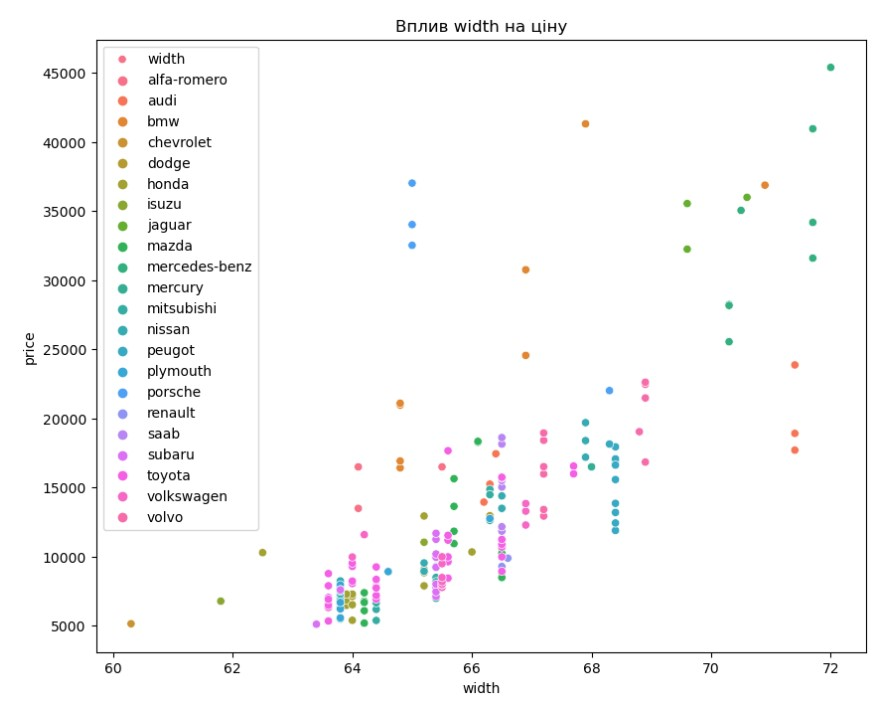 Вплив width на ціну
45000
40000
35000
30000
25000
20000
15000
10000
5000
price
width
alfa-romero
audi
bmw
chevrolet
dodge
honda
isuzu
jaguar
mazda
mercedes-benz
mercury
mitsubishi
nissan
peugot
plymouth
porsche
renault
saab
subaru
toyota
volkswagen
volvo
60 62 64 66 68 70 72
width